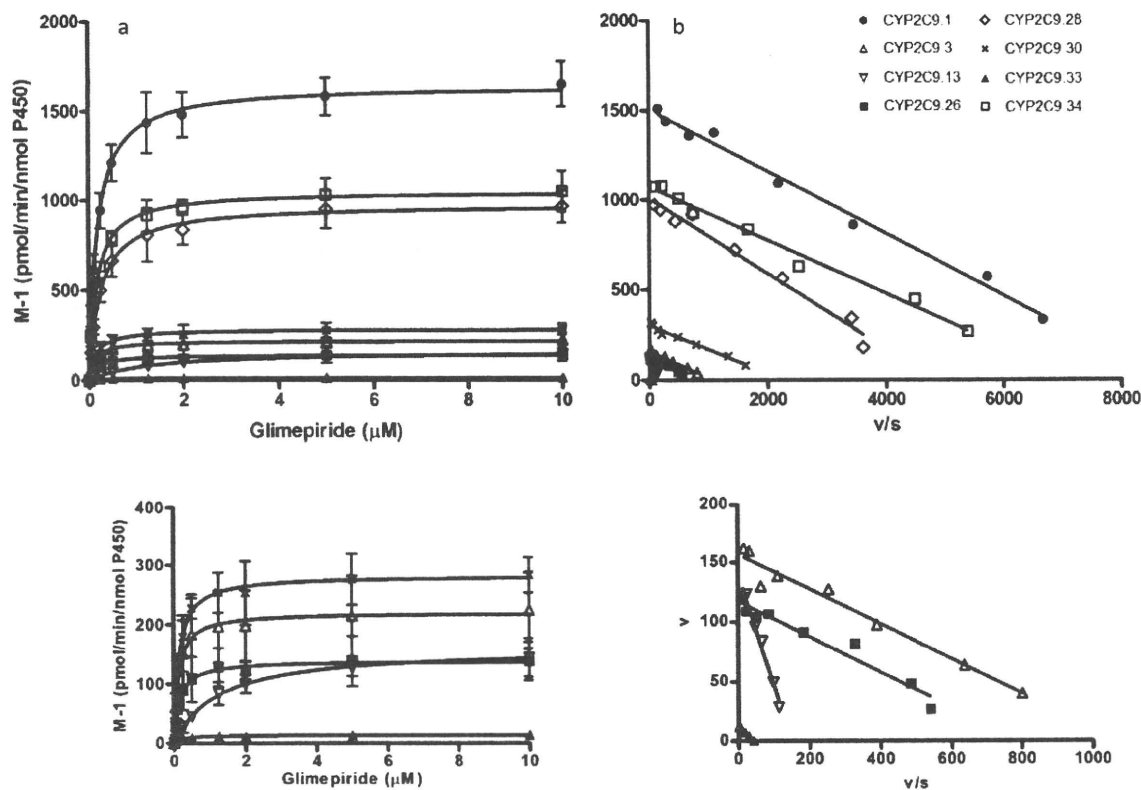 a
b
CYP2C9.1
CYP2C9.28
CYP2C9 3
CYP2C9 30
CYP2C9.13
CYP2C9.33
CYP2C9.26
CYP2C9 34
M-1 (pmol/min/nmol P450)
2000
1500
1000
500
0
0 2 4 6 8 10
Glimepiride (µM)
2000
1500
1000
500
0
0 2000 4000 6000 8000
v/s
M-1 (pmol/min/nmol P450)
400
300
200
100
0
0 2 4 6 8 10
Glimepiride (µM)
v
200
150
100
50
0
0 200 400 600 800 1000
v/s